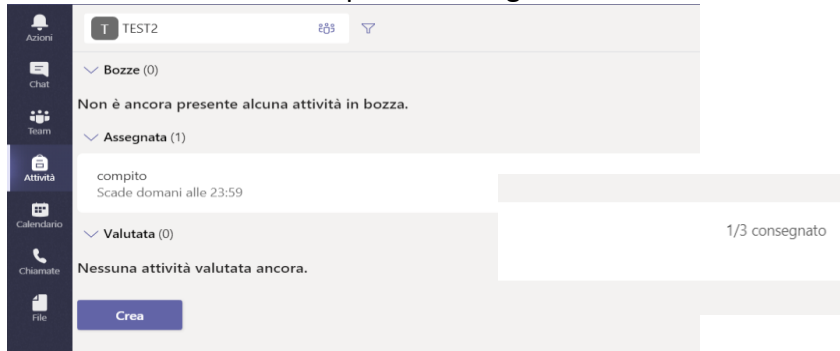 Azioni
Chat
Team
Attività
Calendario
Chiamate
File
T TEST2
Bozze (0)
Non è ancora presente alcuna attività in bozza.
Assegnata (1)
compito
Scade domani alle 23:59
1/3 consegnato
Valutata (0)
Nessuna attività valutata ancora.
Crea